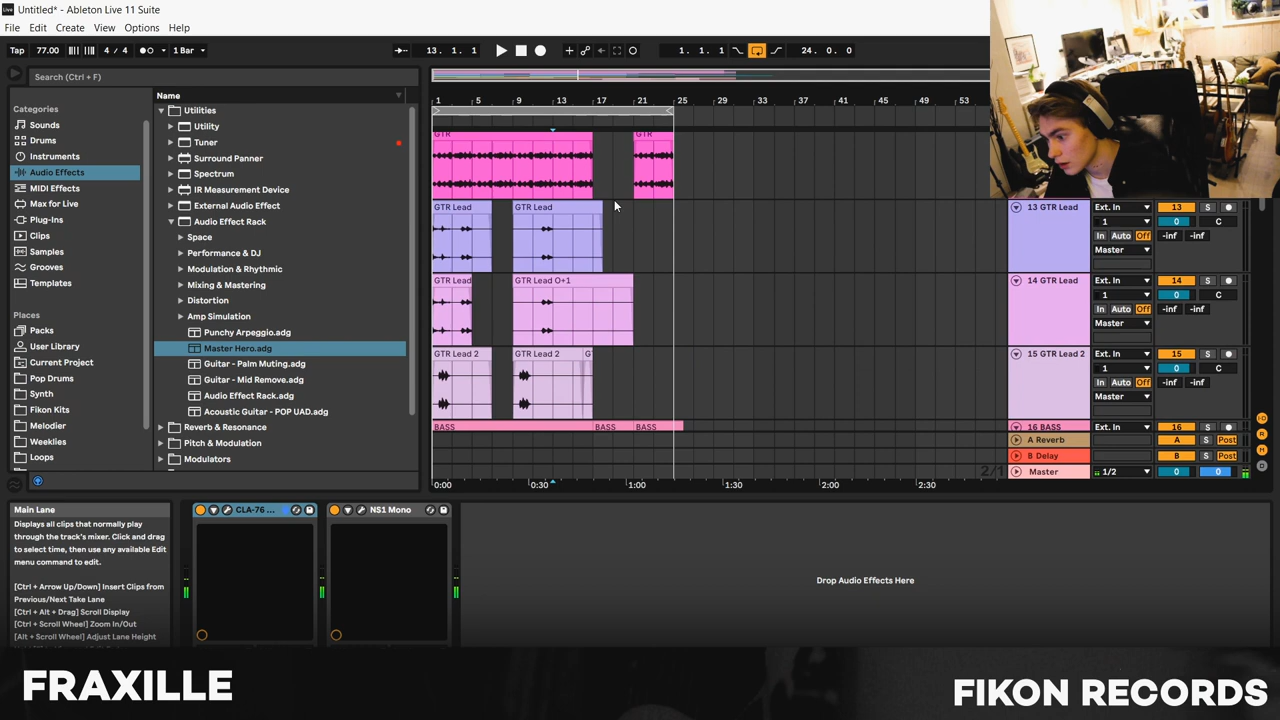 Untitled* - Ableton Live 11 Suite
File Edit Create View Options Help
Tap 77.00 4 / 4 1 Bar 13. 1. 1 1. 1. 1 24. 0. 0
Search (Ctrl + F)
Categories
Sounds
Drums
Instruments
Audio Effects
MIDI Effects
Max for Live
Plug-Ins
Clips
Samples
Grooves
Templates
Places
Packs
User Library
Current Project
Pop Drums
Synth
Fikon Kits
Melodier
Weeklies
Loops
Name
Utilities
Utility
Tuner
Surround Panner
Spectrum
IR Measurement Device
External Audio Effect
Audio Effect Rack
Space
Performance & DJ
Modulation & Rhythmic
Mixing & Mastering
Distortion
Amp Simulation
Punchy Arpeggio.adg
Master Hero.adg
Guitar - Palm Muting.adg
Guitar - Mid Remove.adg
Audio Effect Rack.adg
Acoustic Guitar - POP UAD.adg
Reverb & Resonance
Pitch & Modulation
Modulators
1 5 9 13 17 21 25 29 33 37 41 45 49 53
GTR GTR
GTR Lead GTR Lead
GTR Lead GTR Lead O+1
GTR Lead 2 GTR Lead 2 G
BASS BASS BASS
2/1
0:00 0:30 1:00 1:30 2:00 2:30
13 GTR Lead Ext. In 13 S
1 0 C
In Auto Off -inf -inf
Master
14 GTR Lead Ext. In 14 S
1 0 C
In Auto Off -inf -inf
Master
15 GTR Lead 2 Ext. In 15 S
1 0 C
In Auto Off -inf -inf
Master
16 BASS Ext. In 16 S
A Reverb A S Post
B Delay B S Post
Master 1/2 0 0
Main Lane
Displays all clips that normally play
through the track's mixer. Click and drag
to select time, then use any available Edit
menu command to edit.
[Ctrl + Arrow Up/Down] Insert Clips from
Previous/Next Take Lane
[Ctrl + Alt + Drag] Scroll Display
[Ctrl + Scroll Wheel] Zoom In/Out
[Alt + Scroll Wheel] Adjust Lane Height
CLA-76 ... NS1 Mono
Drop Audio Effects Here
FRAXILLE
FIKON RECORDS